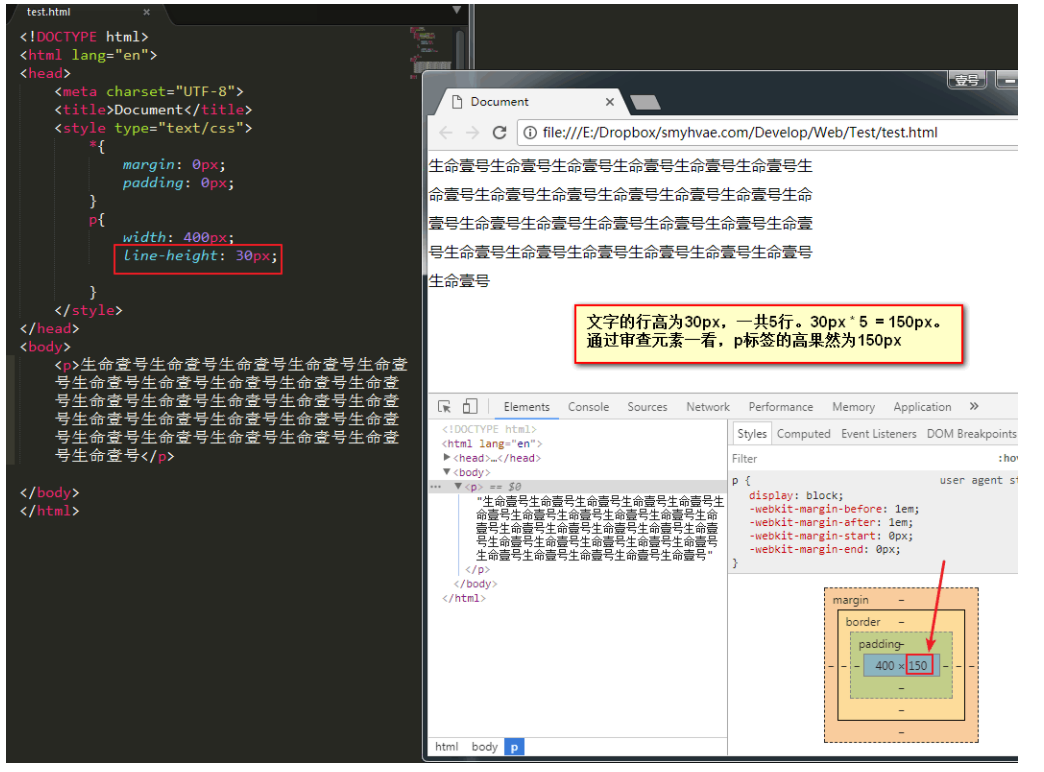 test.html ×
<!DOCTYPE html>
<html lang="en">
<head>
<meta charset="UTF-8">
<title>Document</title>
<style type="text/css">
*{
margin: 0px;
padding: 0px;
}
p{
width: 400px;
line-height: 30px;
}
</style>
</head>
<body>
<p>生命壹号生命壹号生命壹号生命壹号生命壹
号生命壹号生命壹号生命壹号生命壹号生命壹
号生命壹号生命壹号生命壹号生命壹号生命壹
号生命壹号生命壹号生命壹号生命壹号生命壹
号生命壹号生命壹号生命壹号生命壹号生命壹
号生命壹号</p>
</body>
</html>
壹号
Document ×
file:///E:/Dropbox/smyhvae.com/Develop/Web/Test/test.html
生命壹号生命壹号生命壹号生命壹号生命壹号生命壹号生
命壹号生命壹号生命壹号生命壹号生命壹号生命壹号生命
壹号生命壹号生命壹号生命壹号生命壹号生命壹号生命壹
号生命壹号生命壹号生命壹号生命壹号生命壹号生命壹号
生命壹号
文字的行高为30px，一共5行。30px * 5 = 150px。
通过审查元素一看，p标签的高果然为150px
Elements Console Sources Network Performance Memory Application »
<!DOCTYPE html>
<html lang="en">
▶<head>…</head>
▼<body>
••• ▼<p> == $0
"生命壹号生命壹号生命壹号生命壹号生命壹号生命壹号生
命壹号生命壹号生命壹号生命壹号生命壹号生命壹号生命
壹号生命壹号生命壹号生命壹号生命壹号生命壹号生命壹
号生命壹号生命壹号生命壹号生命壹号生命壹号生命壹号
生命壹号生命壹号生命壹号生命壹号生命壹号"
</p>
</body>
</html>
html body p
Styles Computed Event Listeners DOM Breakpoints
Filter :hov
p { user agent st
display: block;
-webkit-margin-before: 1em;
-webkit-margin-after: 1em;
-webkit-margin-start: 0px;
-webkit-margin-end: 0px;
}
margin –
border –
padding–
– – – 400 × 150 – – –
–
–
–